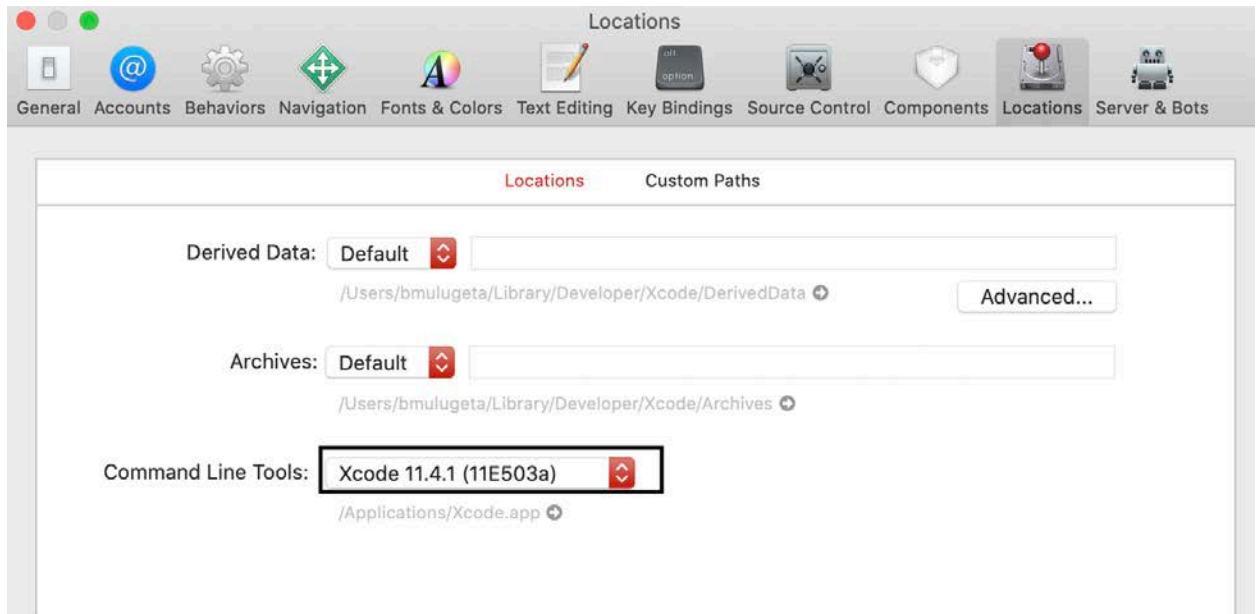 Locations
alt
option
General Accounts Behaviors Navigation Fonts & Colors Text Editing Key Bindings Source Control Components Locations Server & Bots
Locations Custom Paths
Derived Data: Default
/Users/bmulugeta/Library/Developer/Xcode/DerivedData
Advanced...
Archives: Default
/Users/bmulugeta/Library/Developer/Xcode/Archives
Command Line Tools: Xcode 11.4.1 (11E503a)
/Applications/Xcode.app